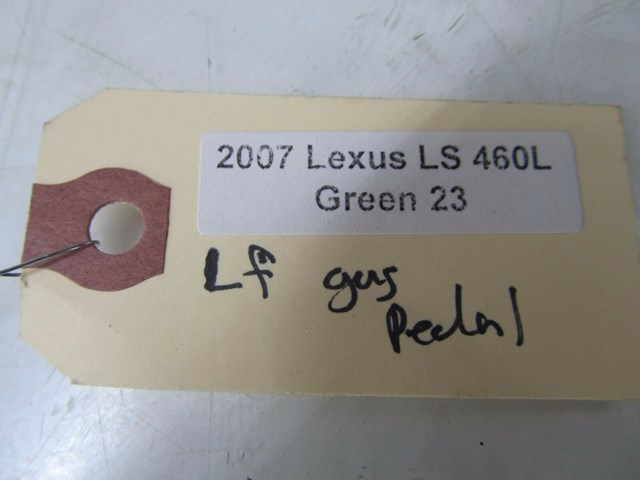 2007 Lexus LS 460L
Green 23
Lf gas
Pedal